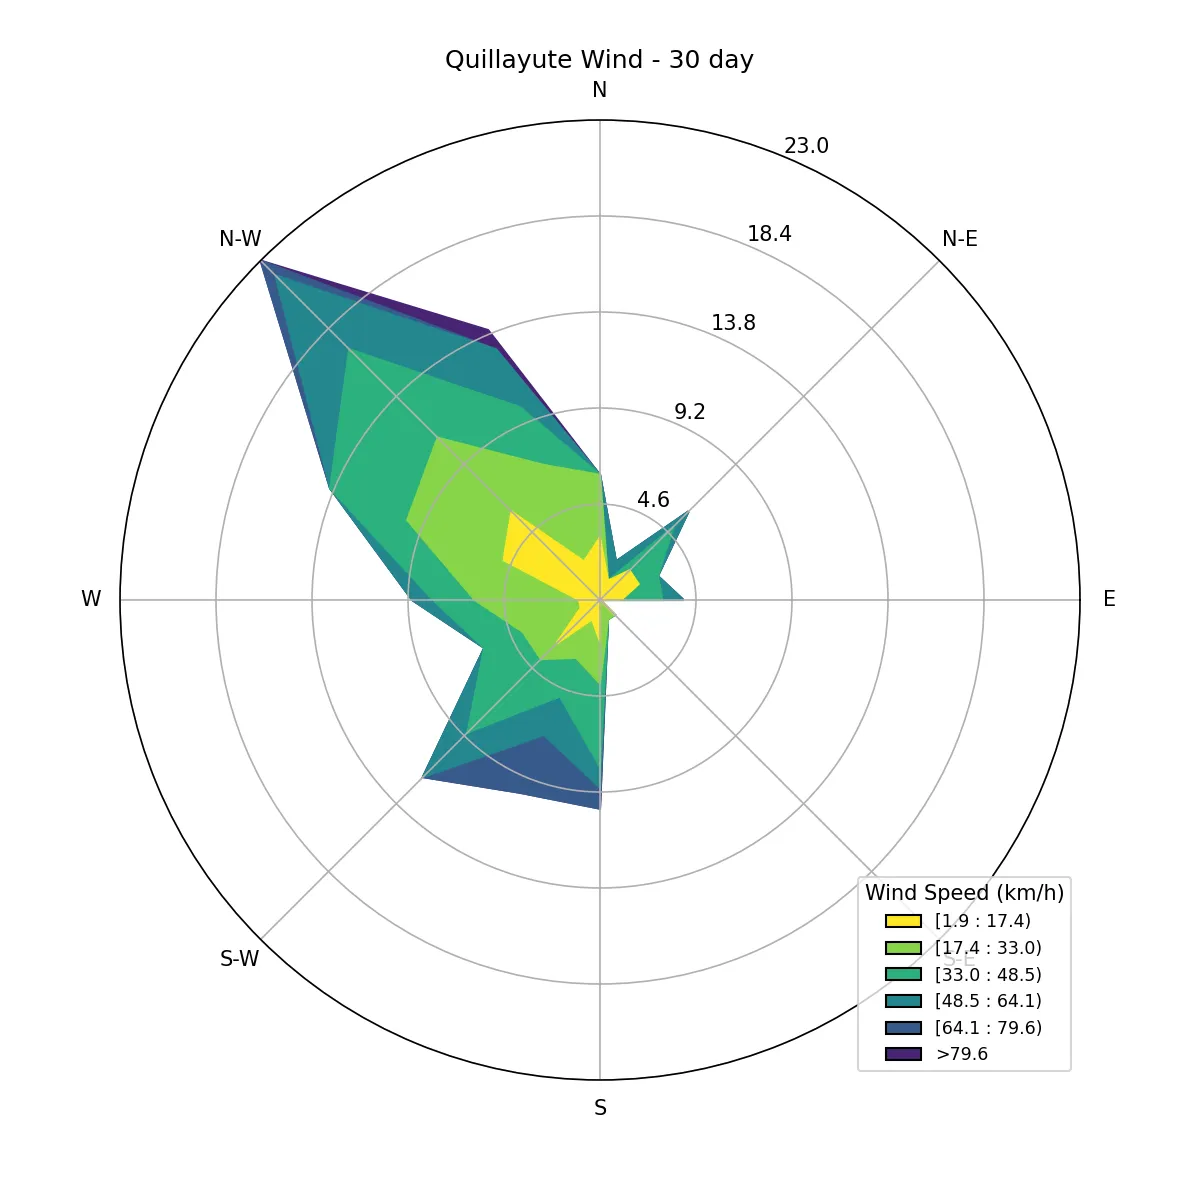 Quillayute Wind - 30 day
N
23.0
18.4
N-W
N-E
13.8
9.2
4.6
W
E
S-W
S-E
Wind Speed (km/h)
[1.9 : 17.4)
[17.4 : 33.0)
[33.0 : 48.5)
[48.5 : 64.1)
[64.1 : 79.6)
>79.6
S